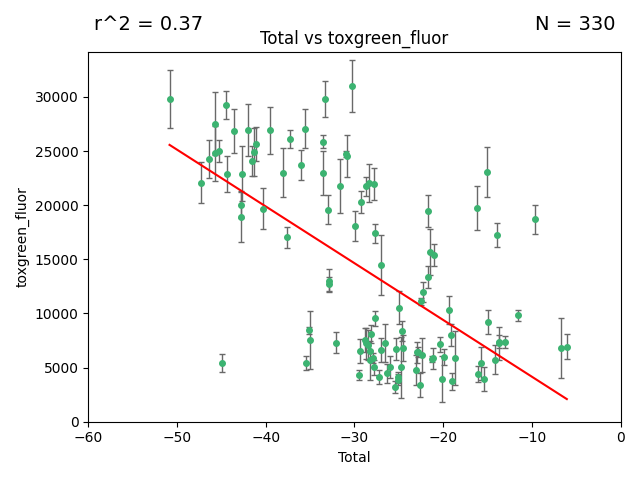 r^2 = 0.37
N = 330
Total vs toxgreen_fluor
toxgreen_fluor
30000
25000
20000
15000
10000
5000
0
−60
−50
−40
−30
−20
−10
0
Total